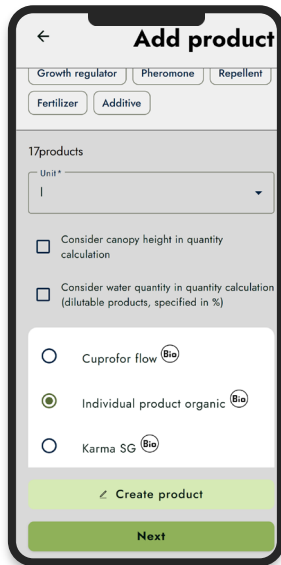 Add product
Growth regulator Pheromone Repellent
Fertilizer Additive
17products
Unit*
l
Consider canopy height in quantity
calculation
Consider water quantity in quantity calculation
(dilutable products, specified in %)
Cuprofor flow Bio
Individual product organic Bio
Karma SG Bio
Create product
Next